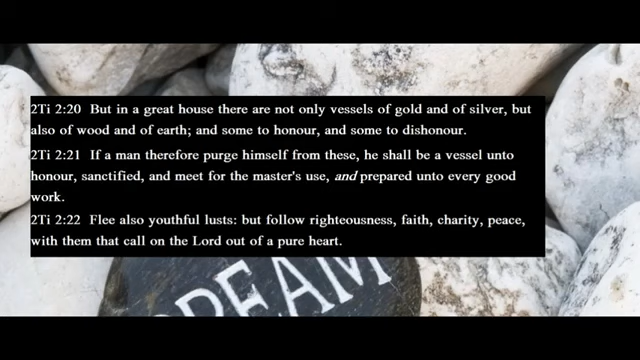 2Ti 2:20  But in a great house there are not only vessels of gold and of silver, but
also of wood and of earth; and some to honour, and some to dishonour.
2Ti 2:21  If a man therefore purge himself from these, he shall be a vessel unto
honour, sanctified, and meet for the master's use, and prepared unto every good
work.
2Ti 2:22  Flee also youthful lusts: but follow righteousness, faith, charity, peace,
with them that call on the Lord out of a pure heart.
DREAM